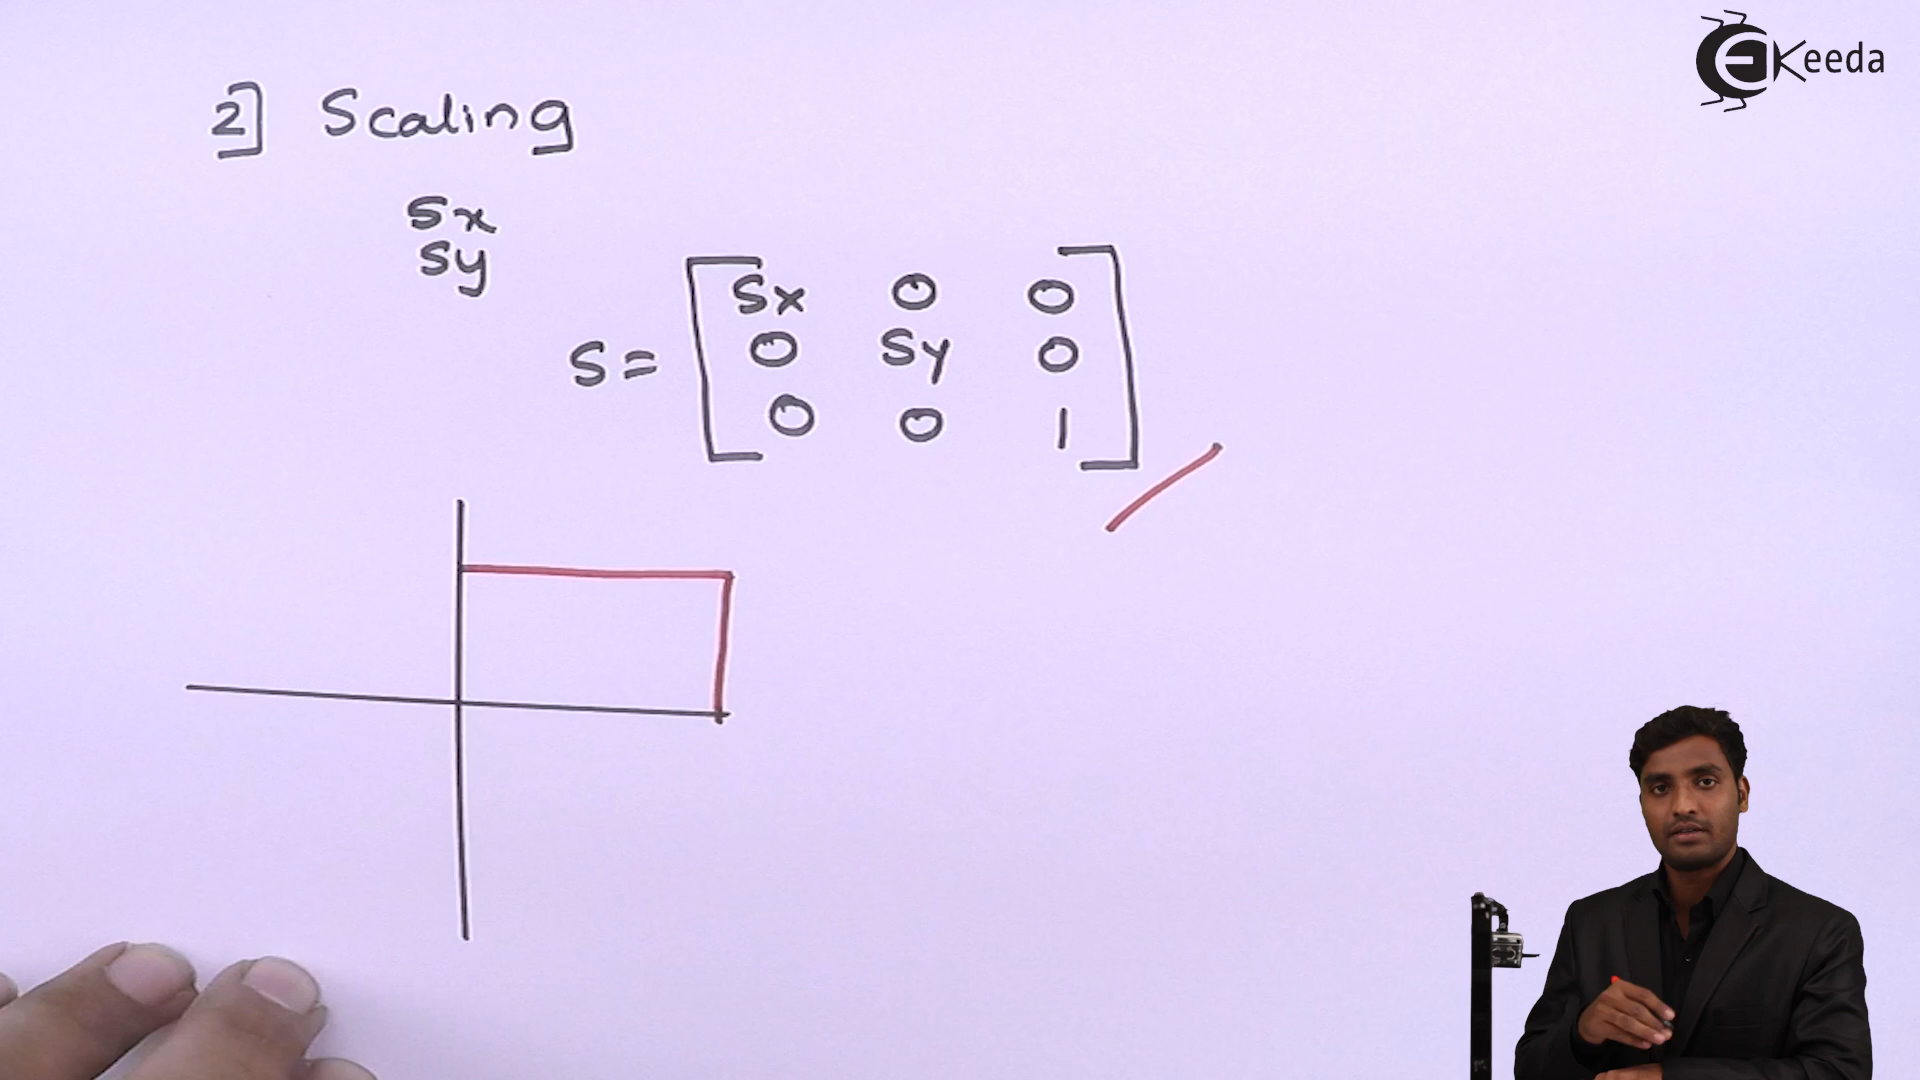 EKeeda
2] Scaling
Sx
Sy
S = [ Sx 0 0
0 Sy 0
0 0 1 ]